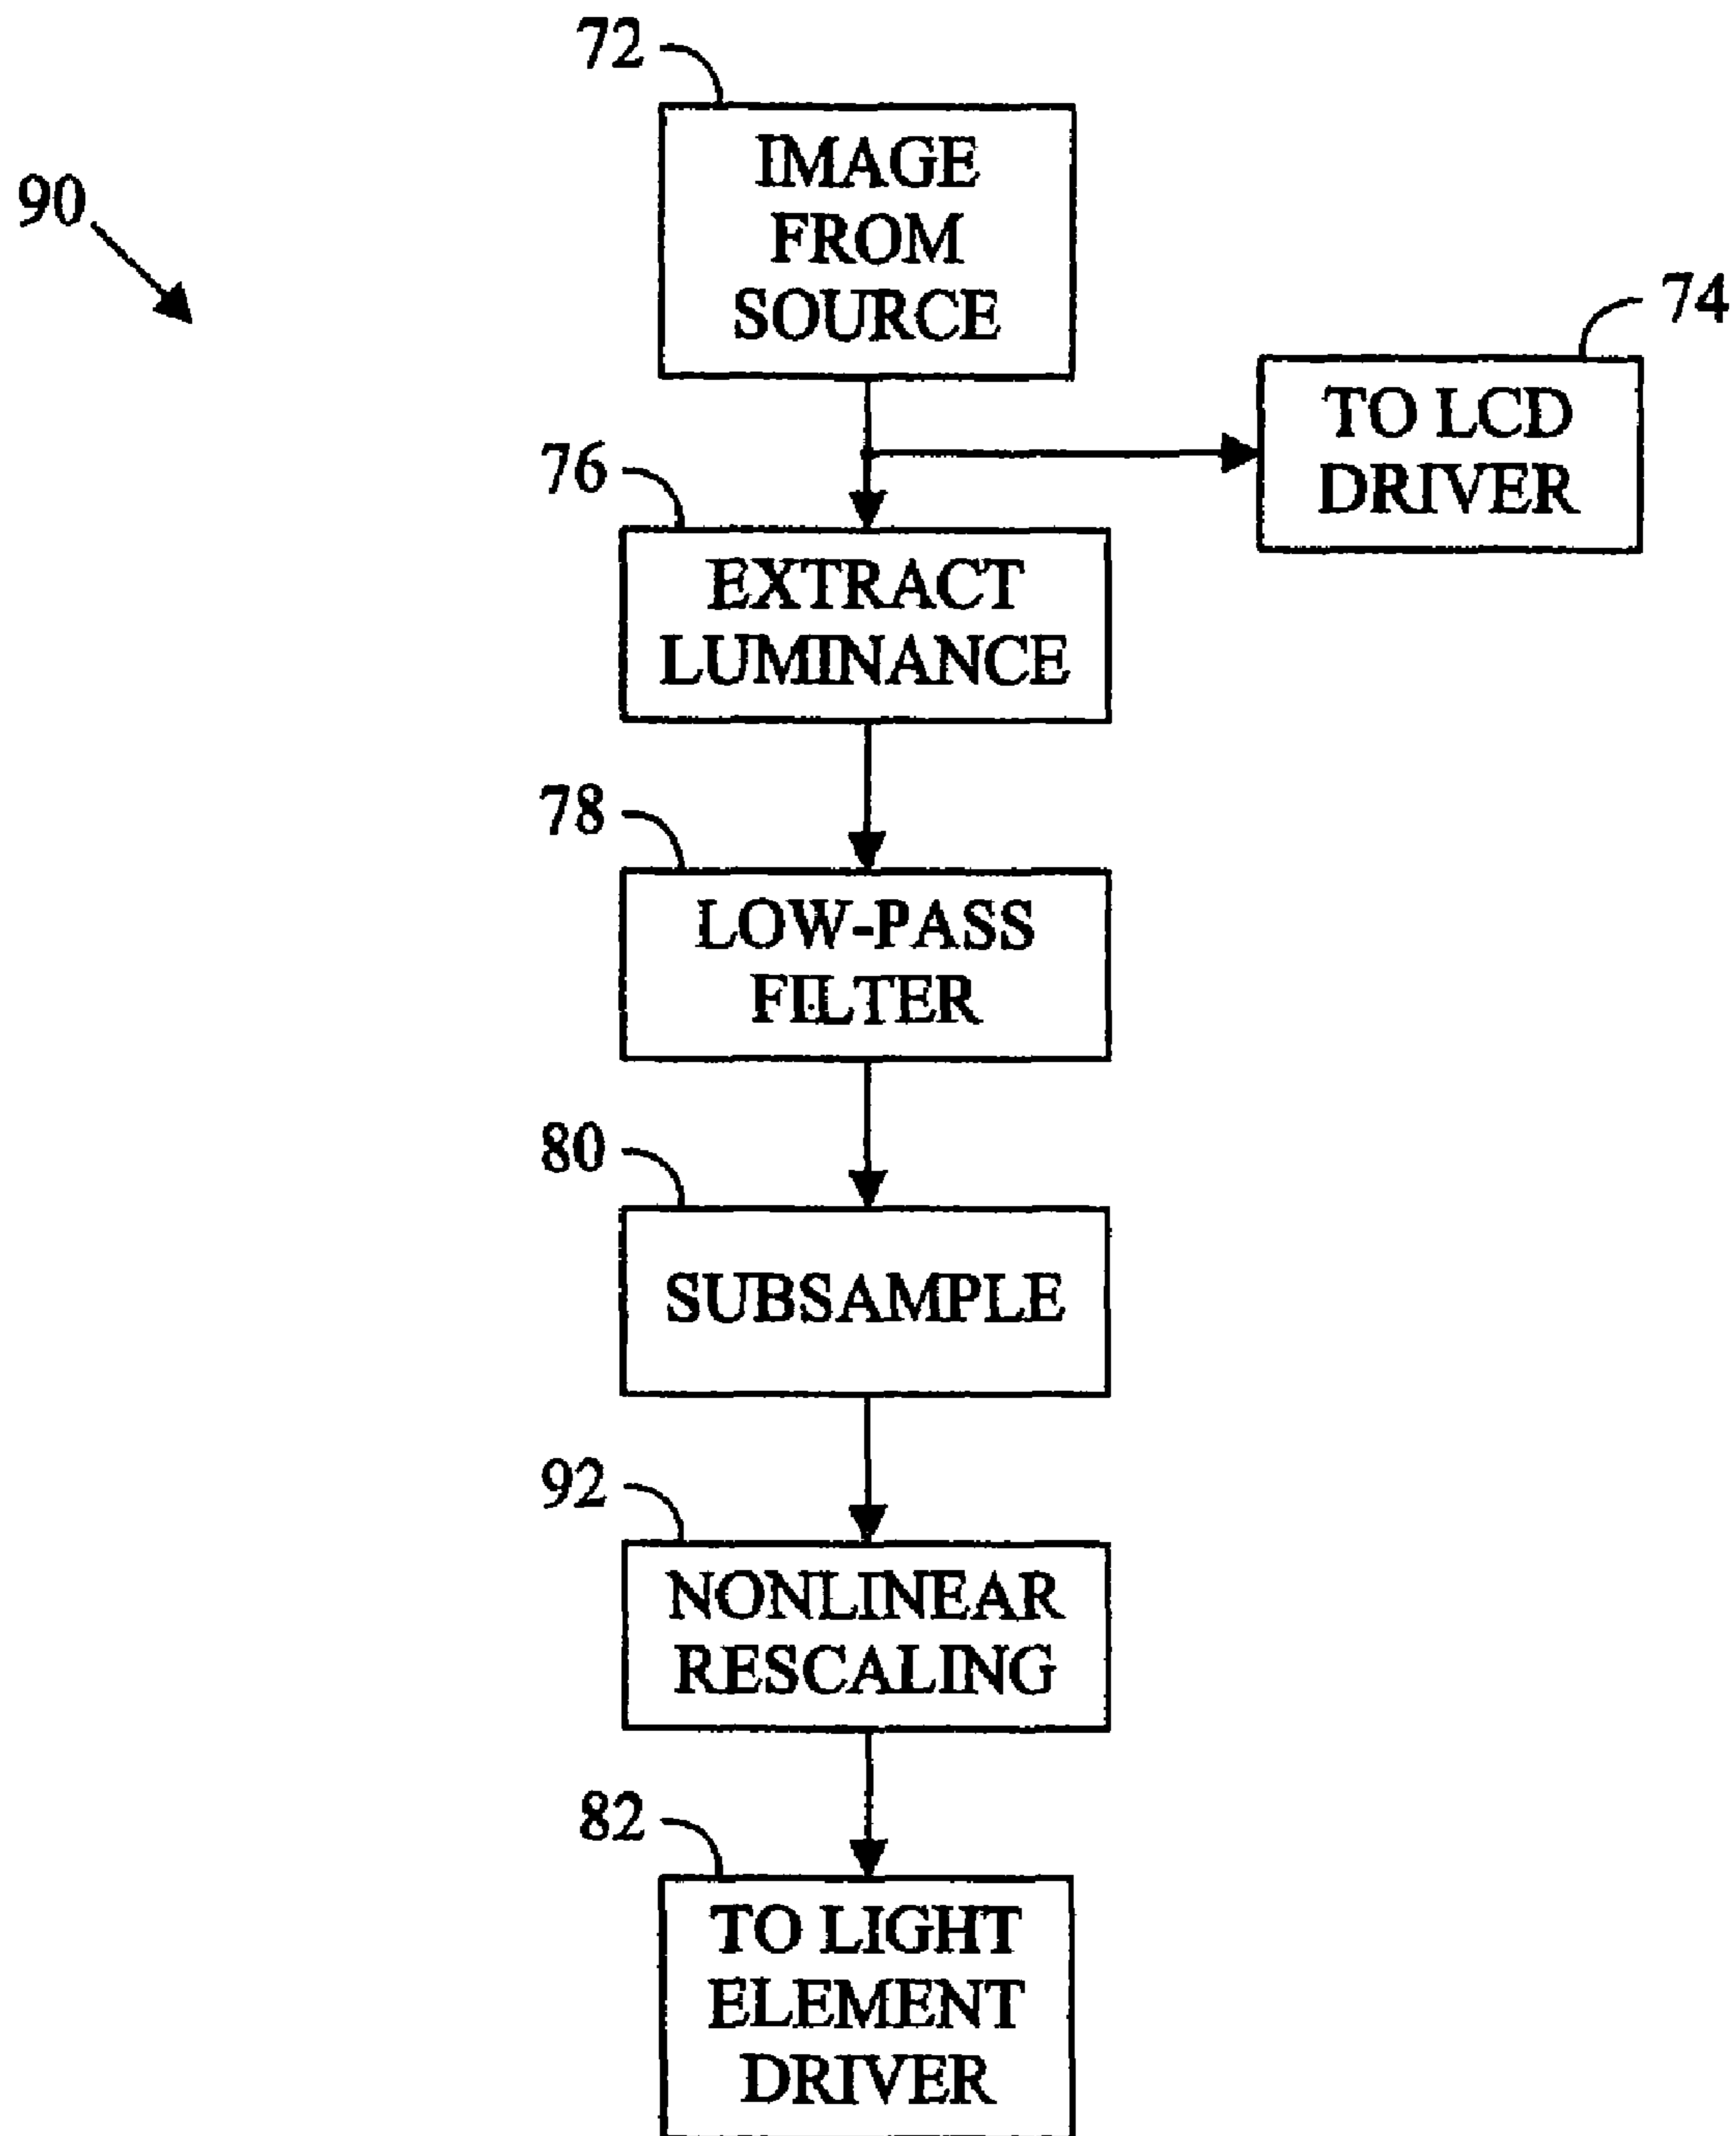 72
IMAGE
FROM
SOURCE
90
74
TO LCD
DRIVER
76
EXTRACT
LUMINANCE
78
LOW-PASS
FILTER
80
SUBSAMPLE
92
NONLINEAR
RESCALING
82
TO LIGHT
ELEMENT
DRIVER